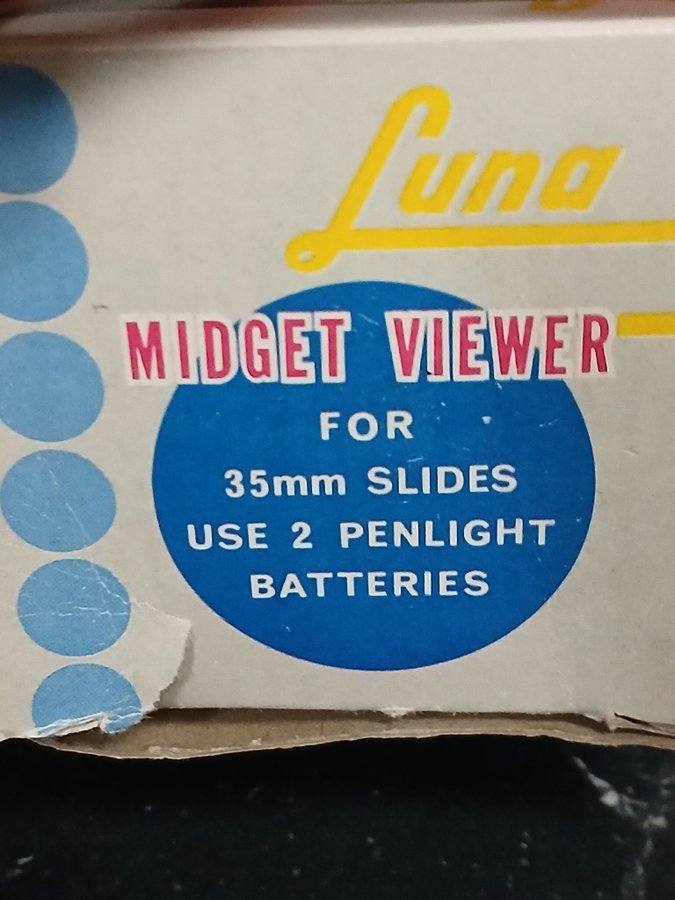 Luna
MIDGET VIEWER
FOR
35mm SLIDES
USE 2 PENLIGHT
BATTERIES